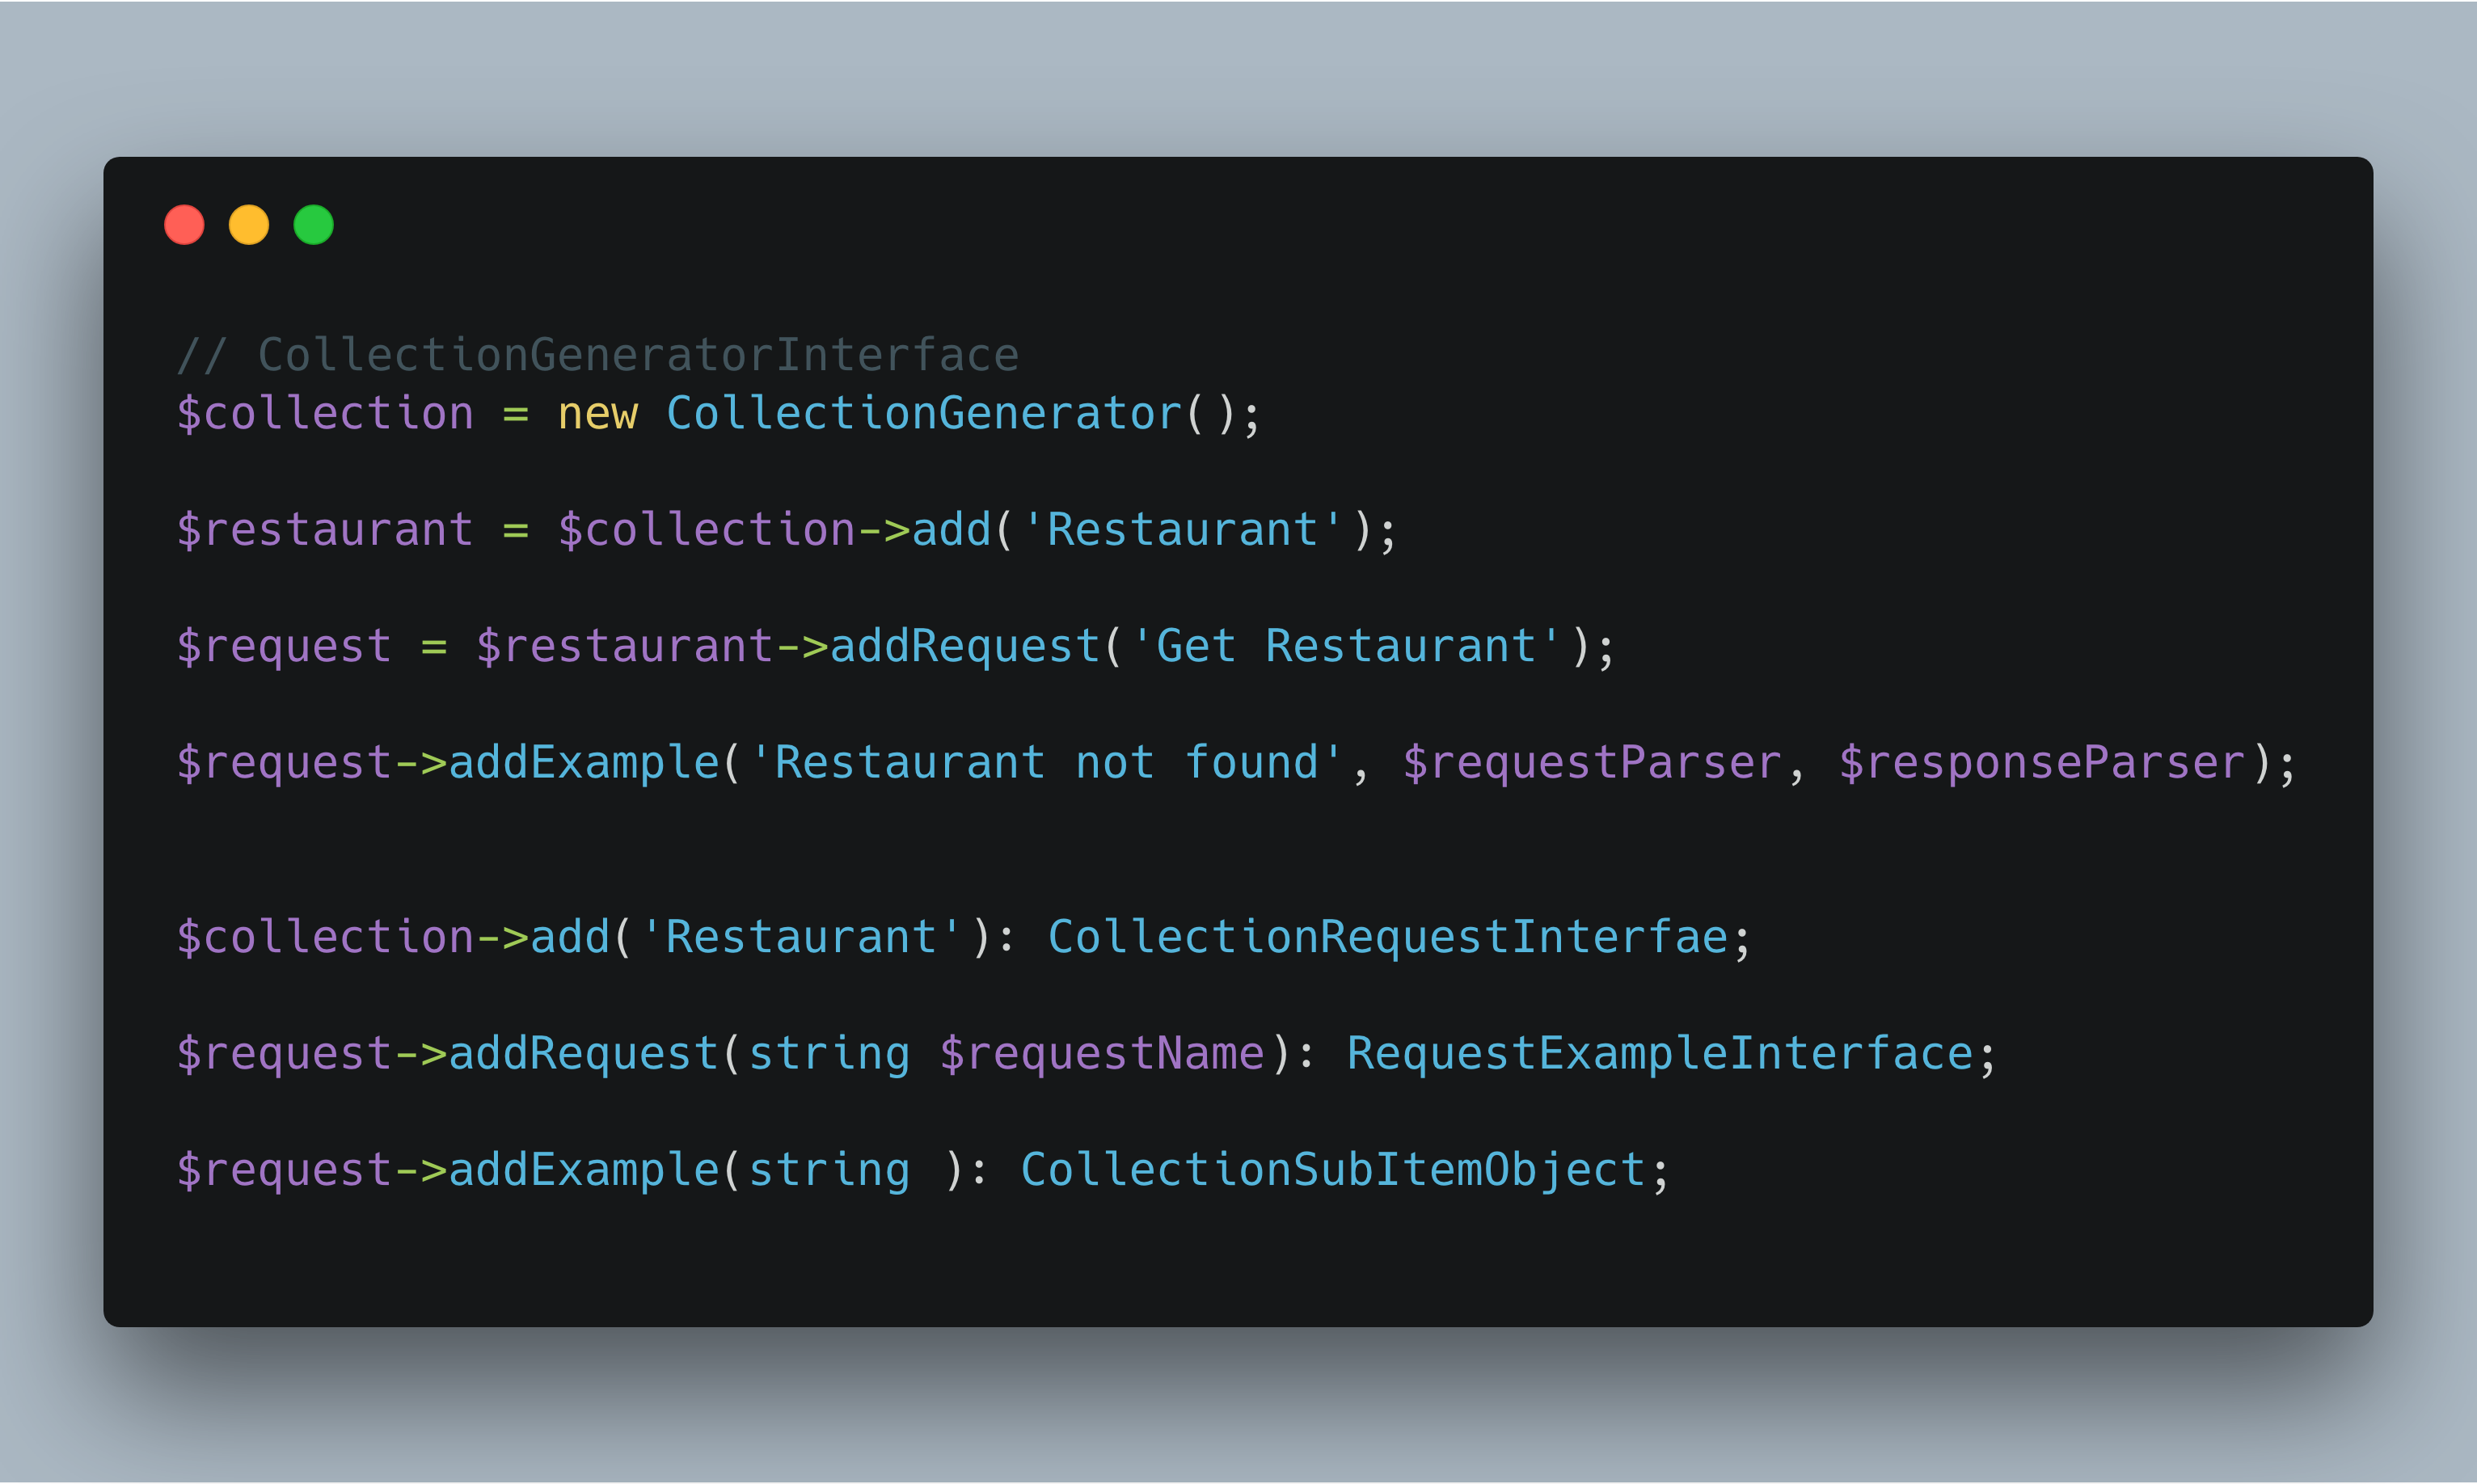 // CollectionGeneratorInterface
$collection = new CollectionGenerator();
$restaurant = $collection->add('Restaurant');
$request = $restaurant->addRequest('Get Restaurant');
$request->addExample('Restaurant not found', $requestParser, $responseParser);
$collection->add('Restaurant'): CollectionRequestInterfae;
$request->addRequest(string $requestName): RequestExampleInterface;
$request->addExample(string ): CollectionSubItemObject;